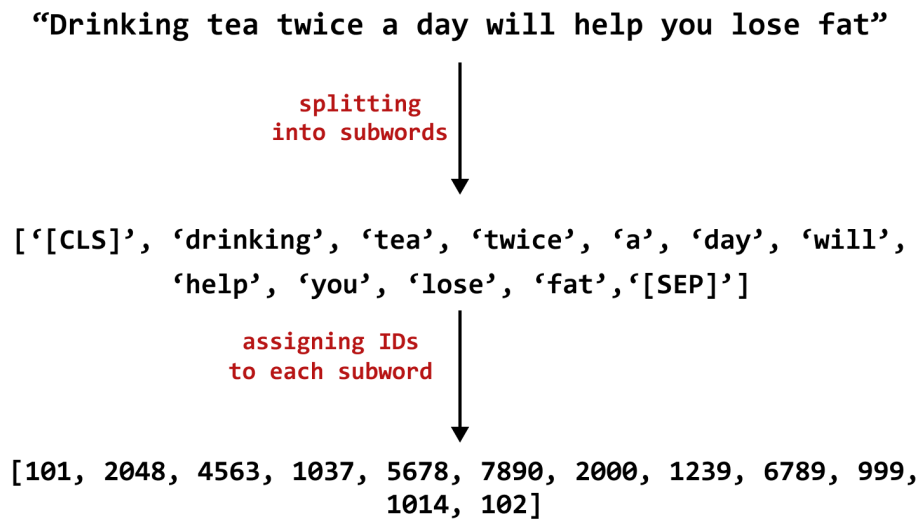 “Drinking tea twice a day will help you lose fat”
splitting
into subwords
[‘[CLS]’, ‘drinking’, ‘tea’, ‘twice’, ‘a’, ‘day’, ‘will’,
‘help’, ‘you’, ‘lose’, ‘fat’,‘[SEP]’]
assigning IDs
to each subword
[101, 2048, 4563, 1037, 5678, 7890, 2000, 1239, 6789, 999,
1014, 102]